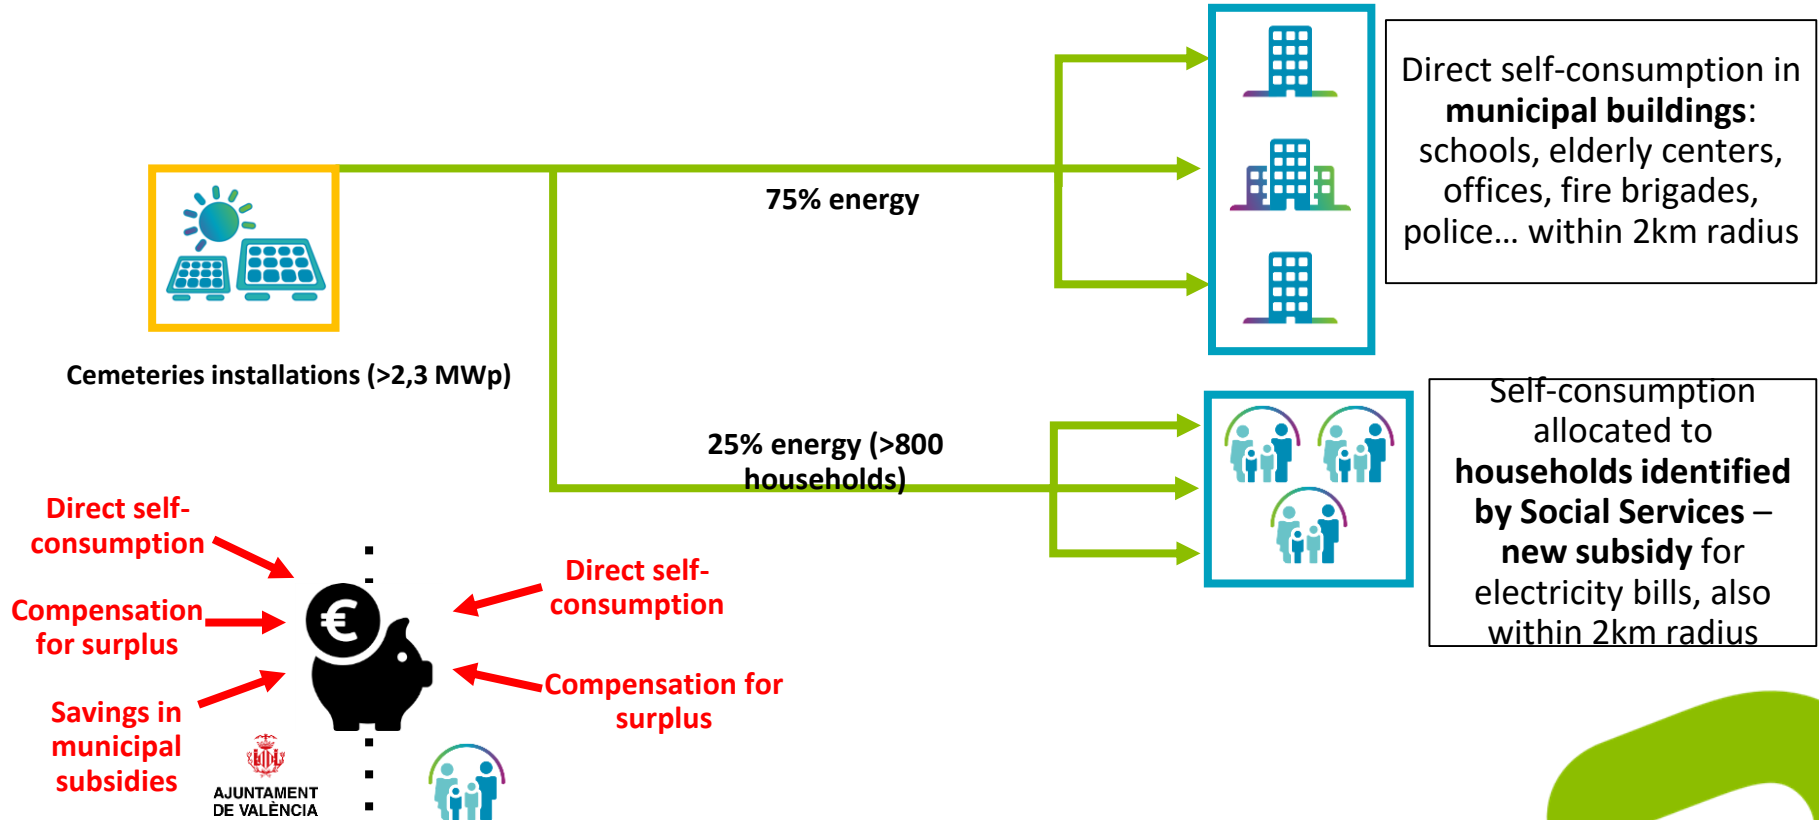 75% energy
Direct self-consumption in
municipal buildings:
schools, elderly centers,
offices, fire brigades,
police… within 2km radius
Cemeteries installations (>2,3 MWp)
25% energy (>800
households)
Self-consumption
allocated to
households identified
by Social Services –
new subsidy for
electricity bills, also
within 2km radius
Direct self-
consumption
Compensation
for surplus
Savings in
municipal
subsidies
€
Direct self-
consumption
Compensation for
surplus
AJUNTAMENT
DE VALÈNCIA